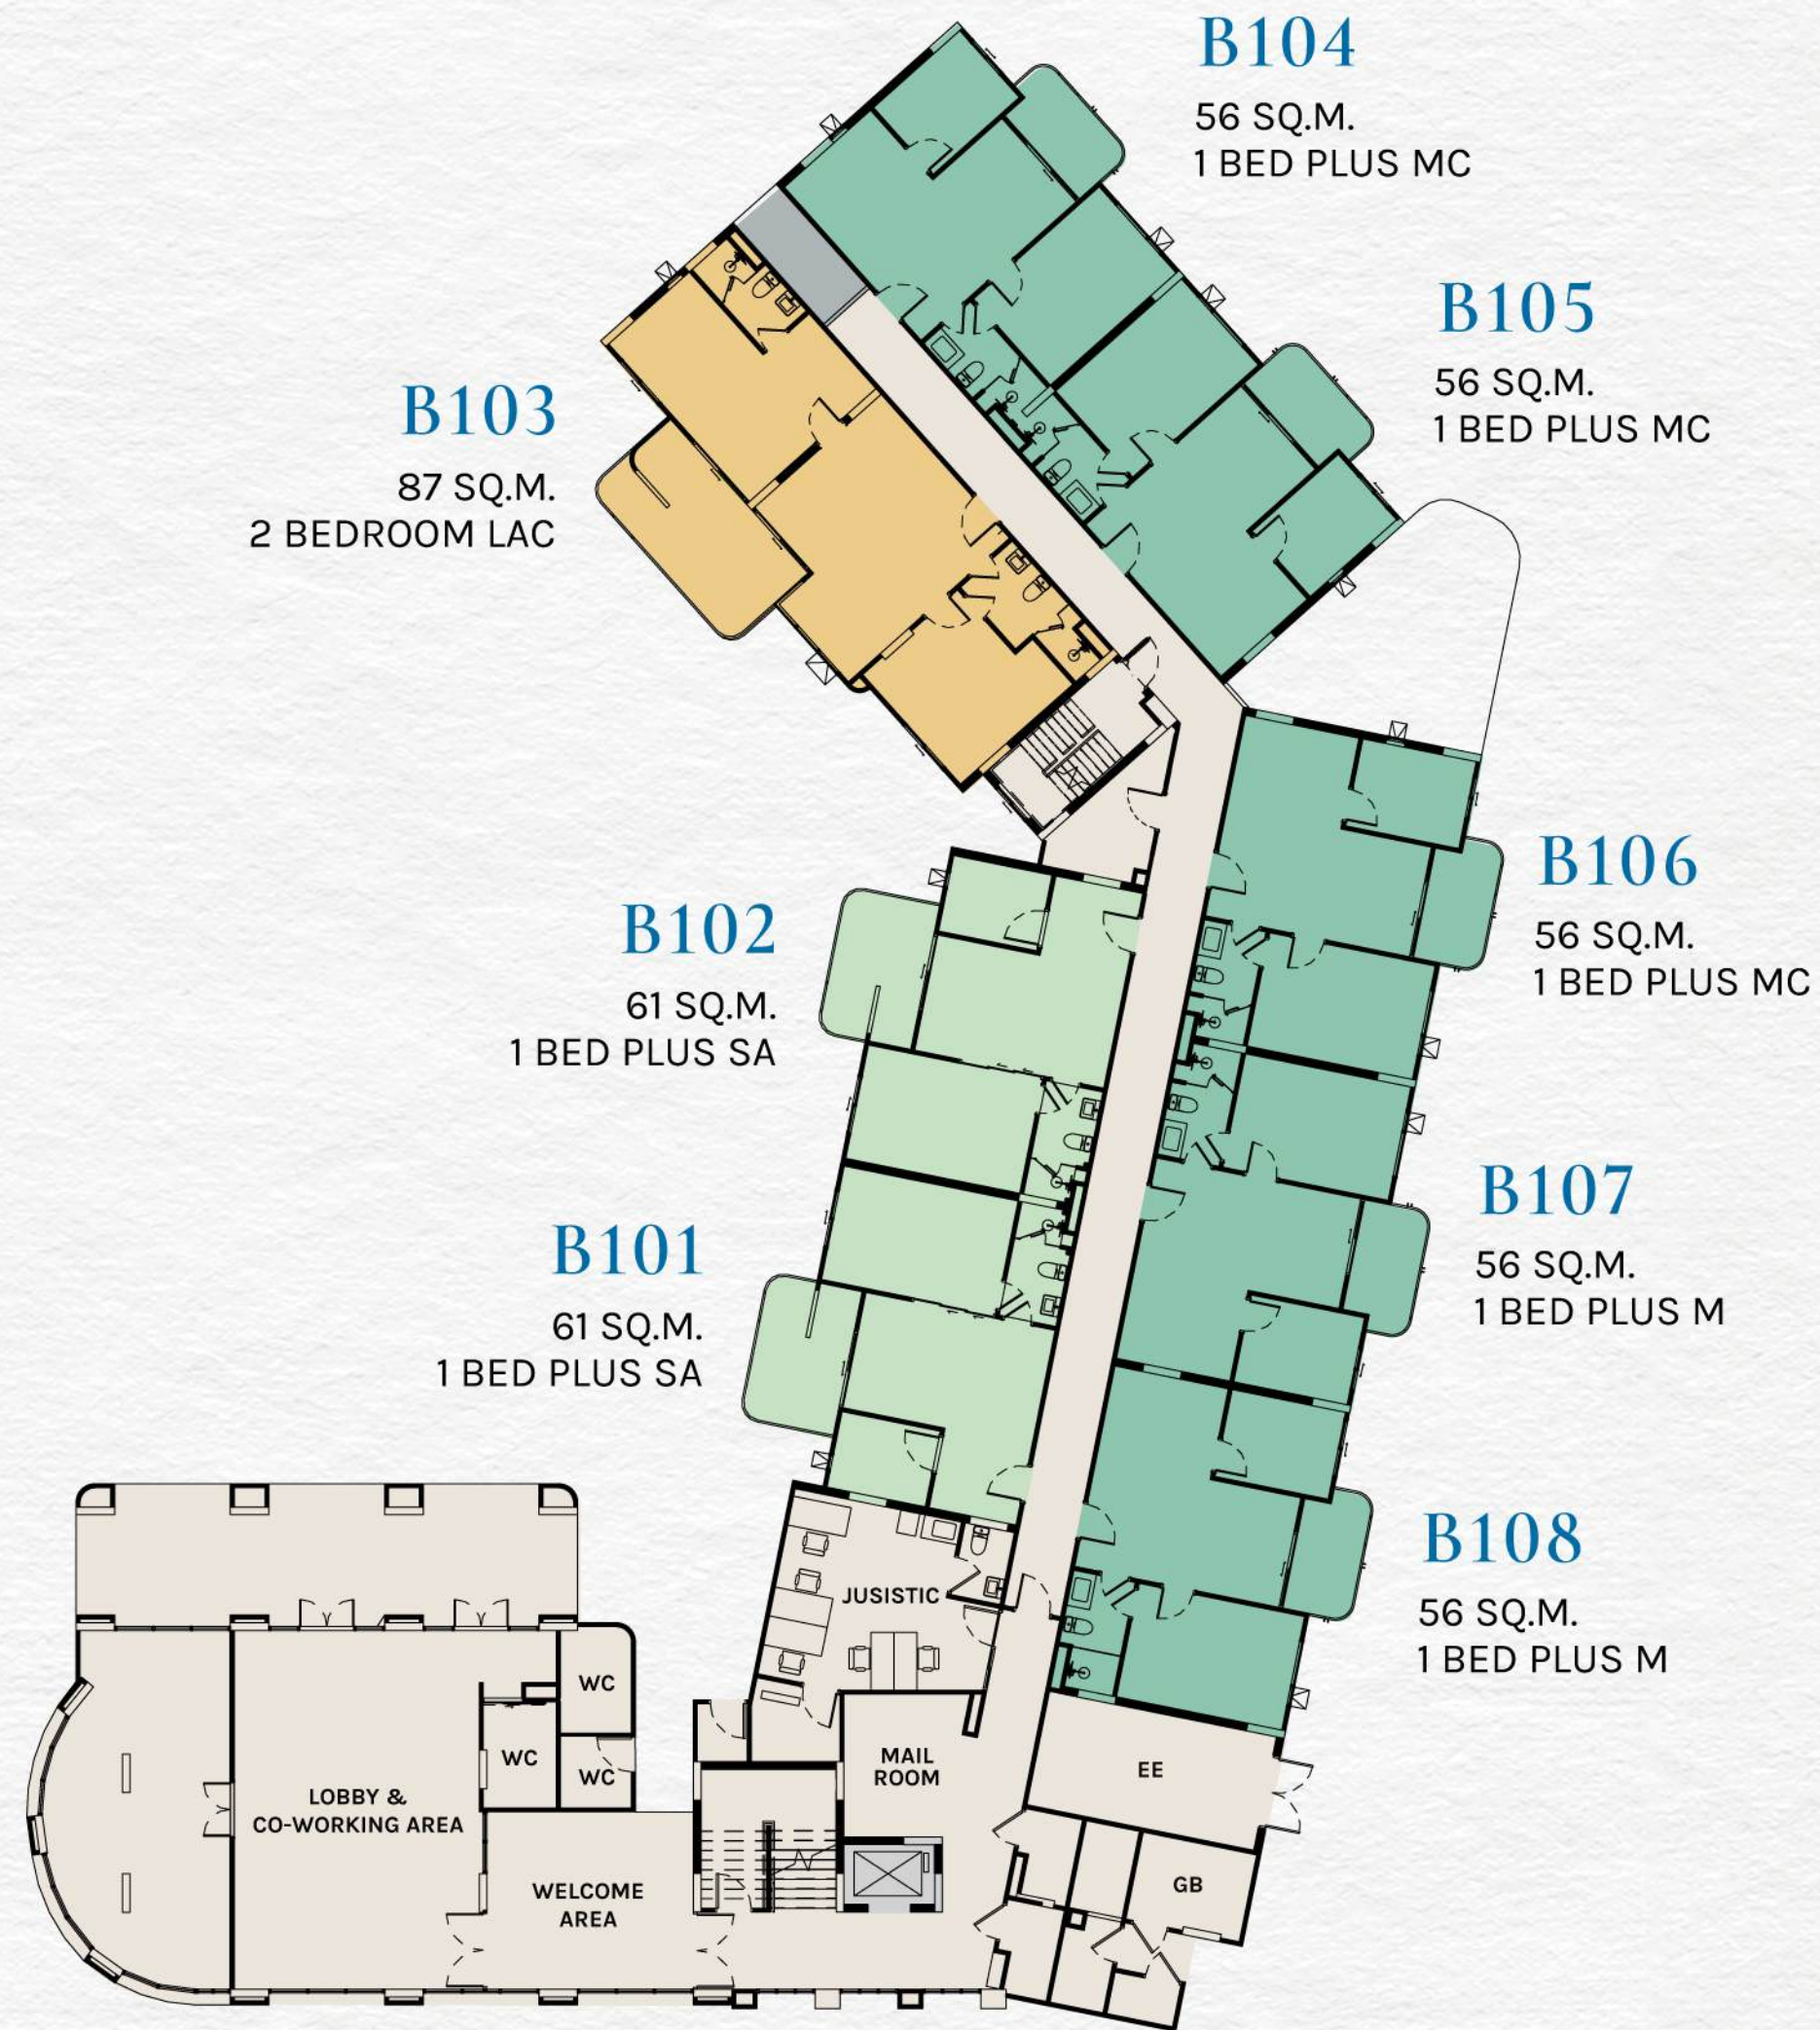 B104
56 SQ.M.
1 BED PLUS MC
B105
56 SQ.M.
1 BED PLUS MC
B103
87 SQ.M.
2 BEDROOM LAC
B106
56 SQ.M.
1 BED PLUS MC
B102
61 SQ.M.
1 BED PLUS SA
B107
56 SQ.M.
1 BED PLUS M
B101
61 SQ.M.
1 BED PLUS SA
B108
56 SQ.M.
1 BED PLUS M
JUSISTIC
WC
WC
WC
MAIL
ROOM
EE
LOBBY &
CO-WORKING AREA
WELCOME
AREA
GB